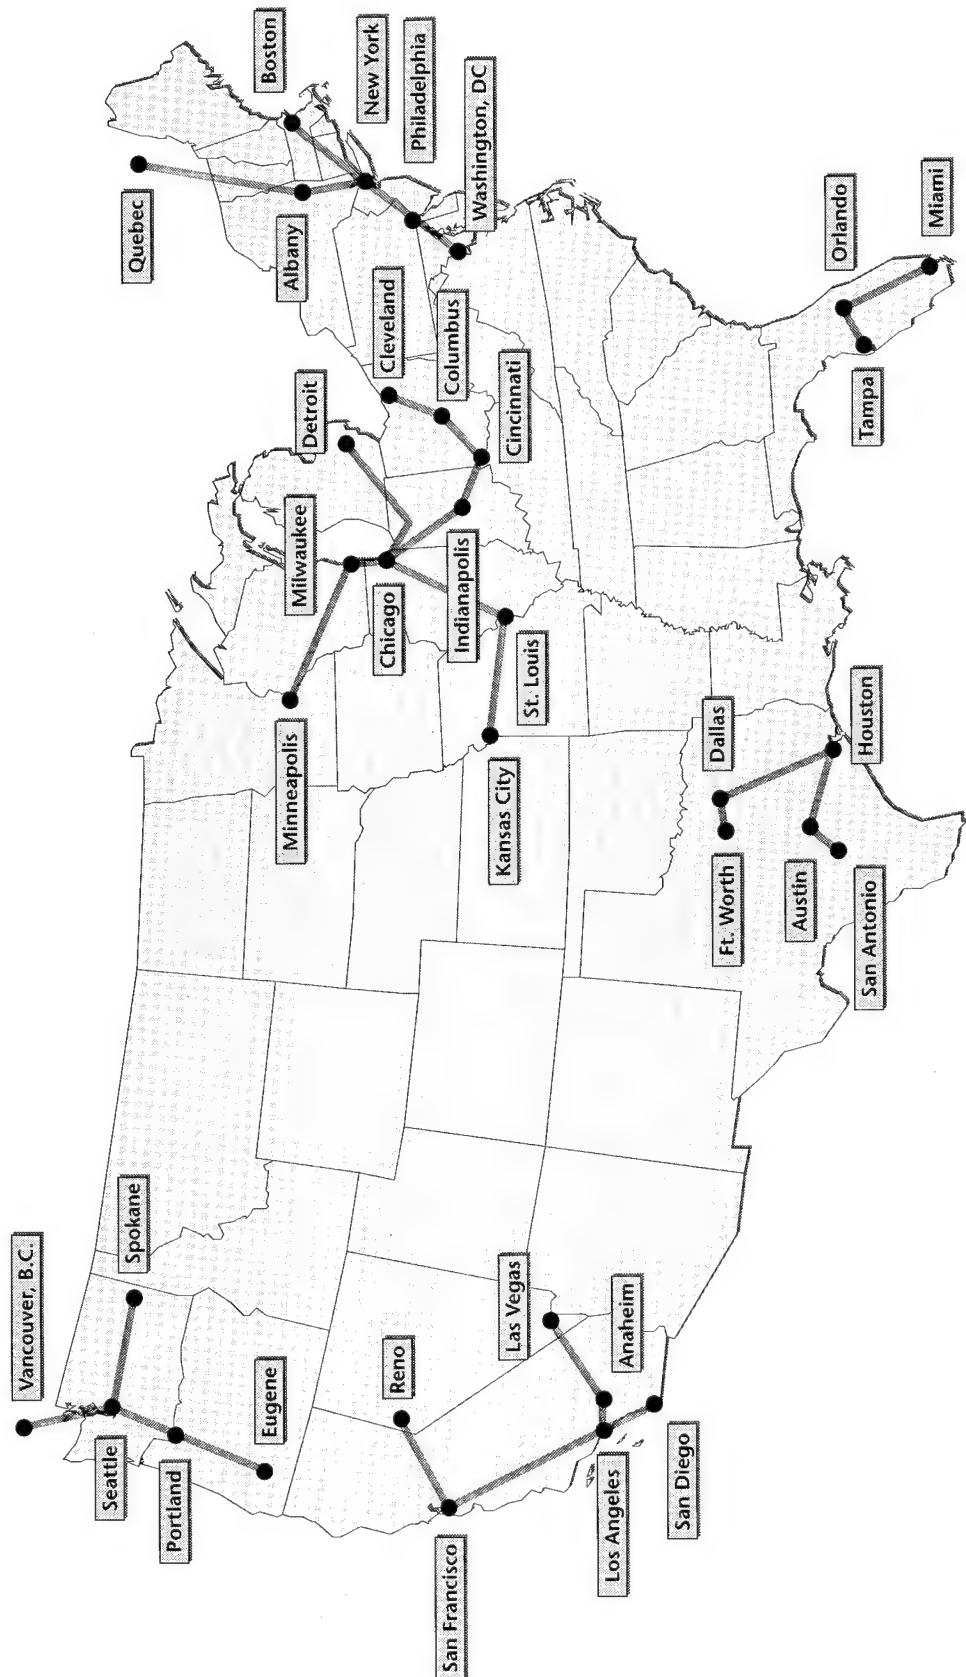 Vancouver, B.C.
Seattle
Spokane
Portland
Eugene
Reno
San Francisco
Las Vegas
Los Angeles
Anaheim
San Diego
Minneapolis
Milwaukee
Detroit
Chicago
Cleveland
Columbus
Indianapolis
Cincinnati
St. Louis
Kansas City
Quebec
Boston
Albany
New York
Philadelphia
Washington, DC
Dallas
Ft. Worth
Austin
Houston
San Antonio
Orlando
Tampa
Miami